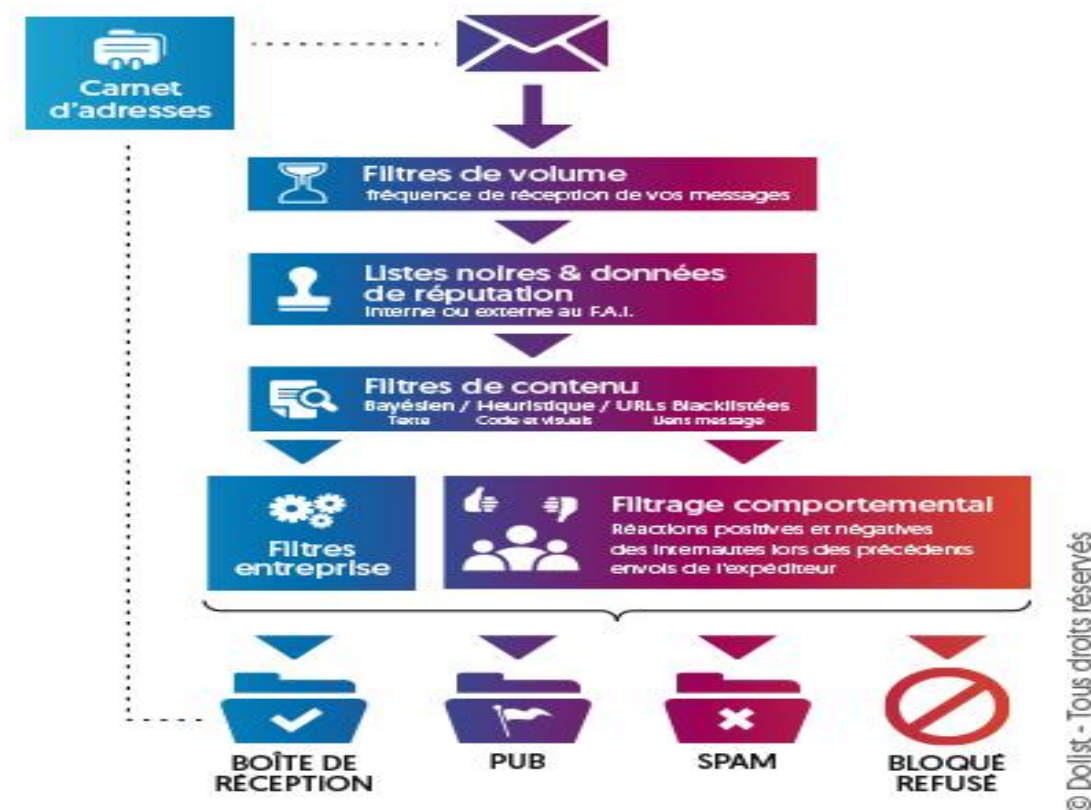 Carnet
d'adresses
Filtres de volume
fréquence de réception de vos messages
Listes noires & données
de réputation
Interne ou externe au F.A.I.
Filtres de contenu
Bayésien / Heuristique / URLs Blacklistées
Texte Code et visuels Liens message
Filtres
entreprise
Filtrage comportemental
Réactions positives et négatives
des internautes lors des précédents
envois de l'expéditeur
BOÎTE DE
RÉCEPTION
PUB
SPAM
BLOQUÉ
REFUSÉ
© Dolist - Tous droits réservés